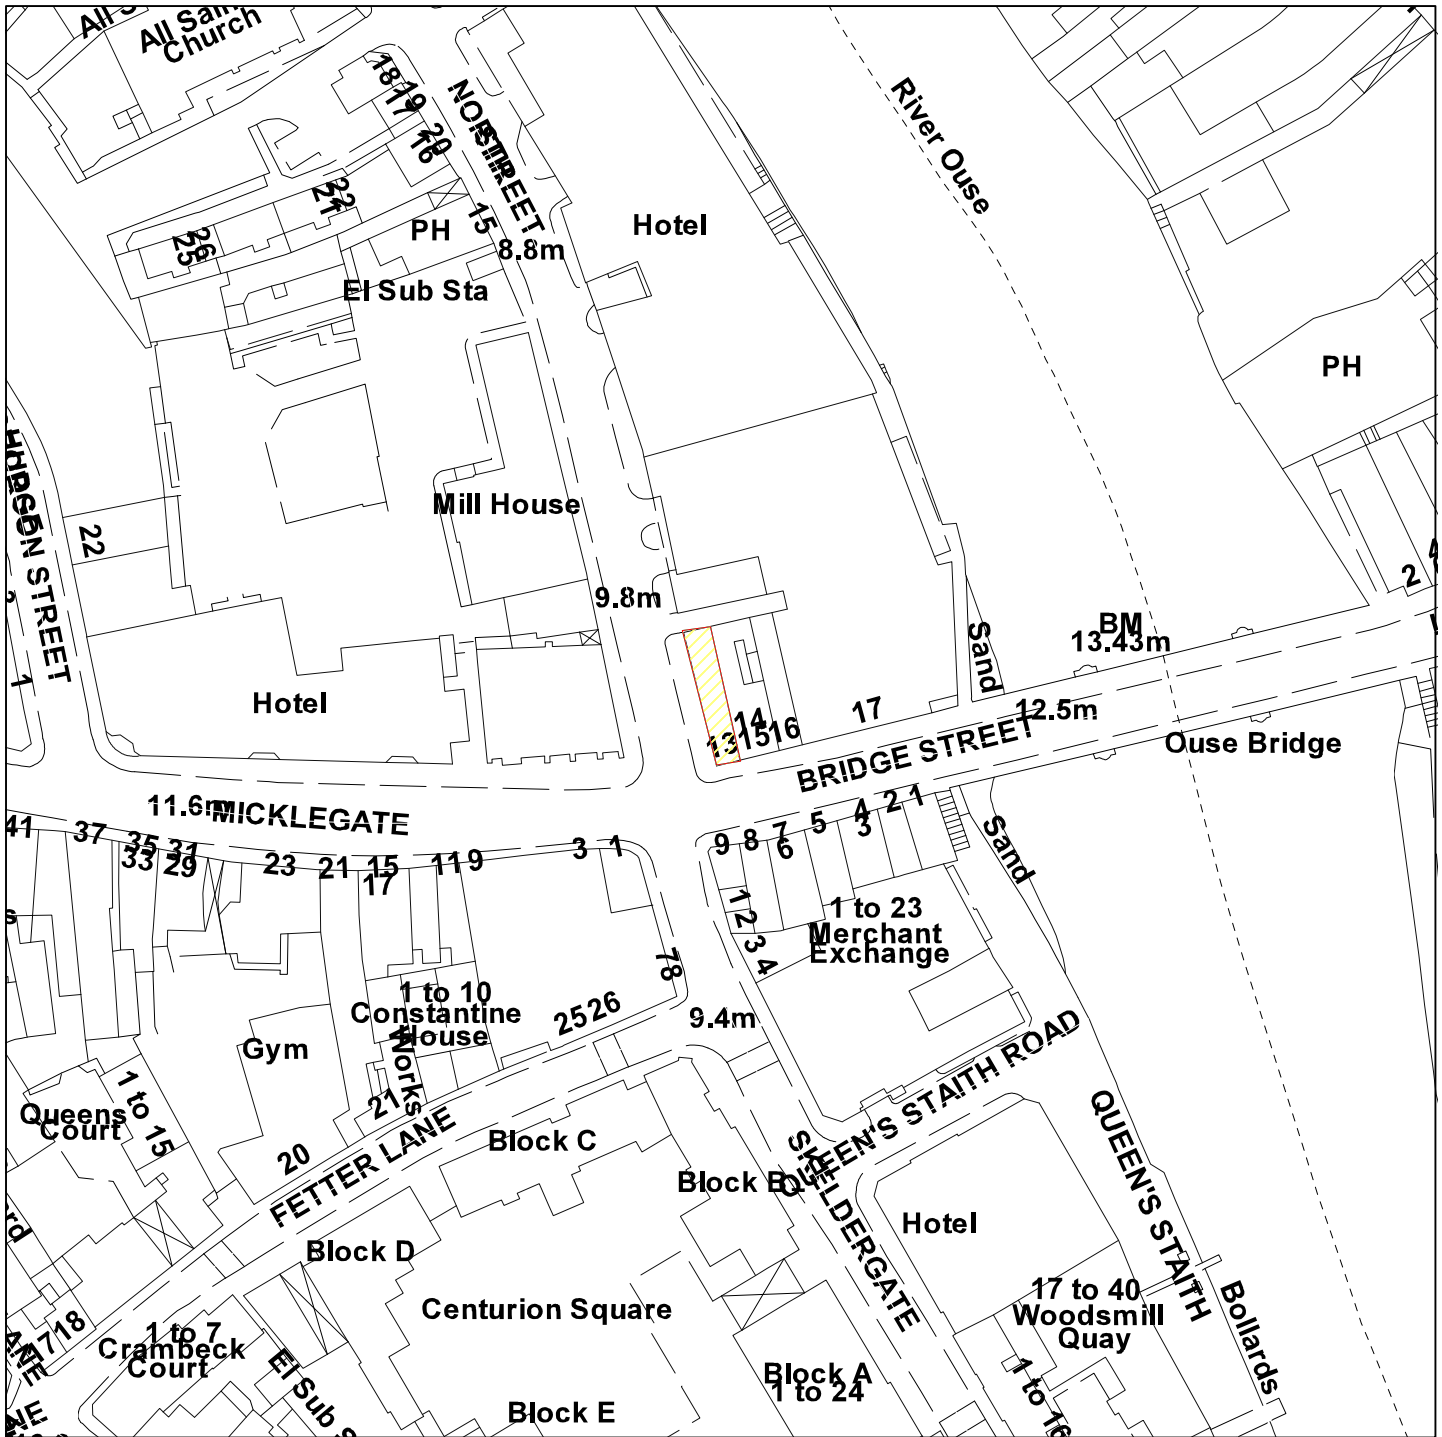 All Sain
Church
18
19
17
20
16
NORTH
STREET
River Ouse
22
21
15
PH
26
25
8.8m
Hotel
El Sub Sta
PH
Mill House
22
HUDSON STREET
9.8m
2
BM
13.43m
Sand
1
Hotel
17
12.5m
14
13
15
16
BRIDGE STREET
Ouse Bridge
11.6m
MICKLEGATE
41
37
35
33
31
29
23
21
15
17
11
9
3
1
9
8
7
6
5
4
3
2
1
Sand
1
2
3
4
1 to 23
Merchant
Exchange
78
1 to 10
Constantine
House
25
26
9.4m
Gym
Works
21
20
FETTER LANE
QUEEN'S STAITH ROAD
Queens
Court
1 to 15
Block C
Block B
SKELDERGATE
QUEEN'S STAITH
Hotel
Block D
Centurion Square
17 to 40
Woodsmill
Quay
Bollards
17
18
1 to 7
Crambeck
Court
El Sub S
Block A
1 to 24
1 to 16
Block E